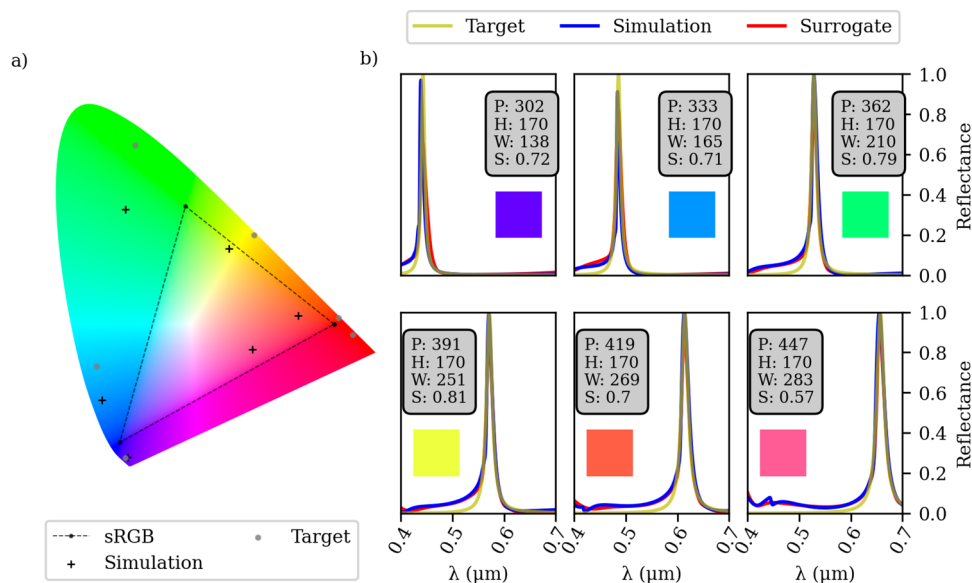 Target Simulation Surrogate
a)
b)
P: 302
H: 170
W: 138
S: 0.72
P: 333
H: 170
W: 165
S: 0.71
P: 362
H: 170
W: 210
S: 0.79
1.0
0.8
0.6
0.4
0.2
0.0
Reflectance
P: 391
H: 170
W: 251
S: 0.81
P: 419
H: 170
W: 269
S: 0.7
P: 447
H: 170
W: 283
S: 0.57
1.0
0.8
0.6
0.4
0.2
0.0
Reflectance
0.4 0.5 0.6 0.4 0.5 0.6 0.4 0.5 0.6 0.7
λ (µm) λ (µm) λ (µm)
sRGB Target
Simulation